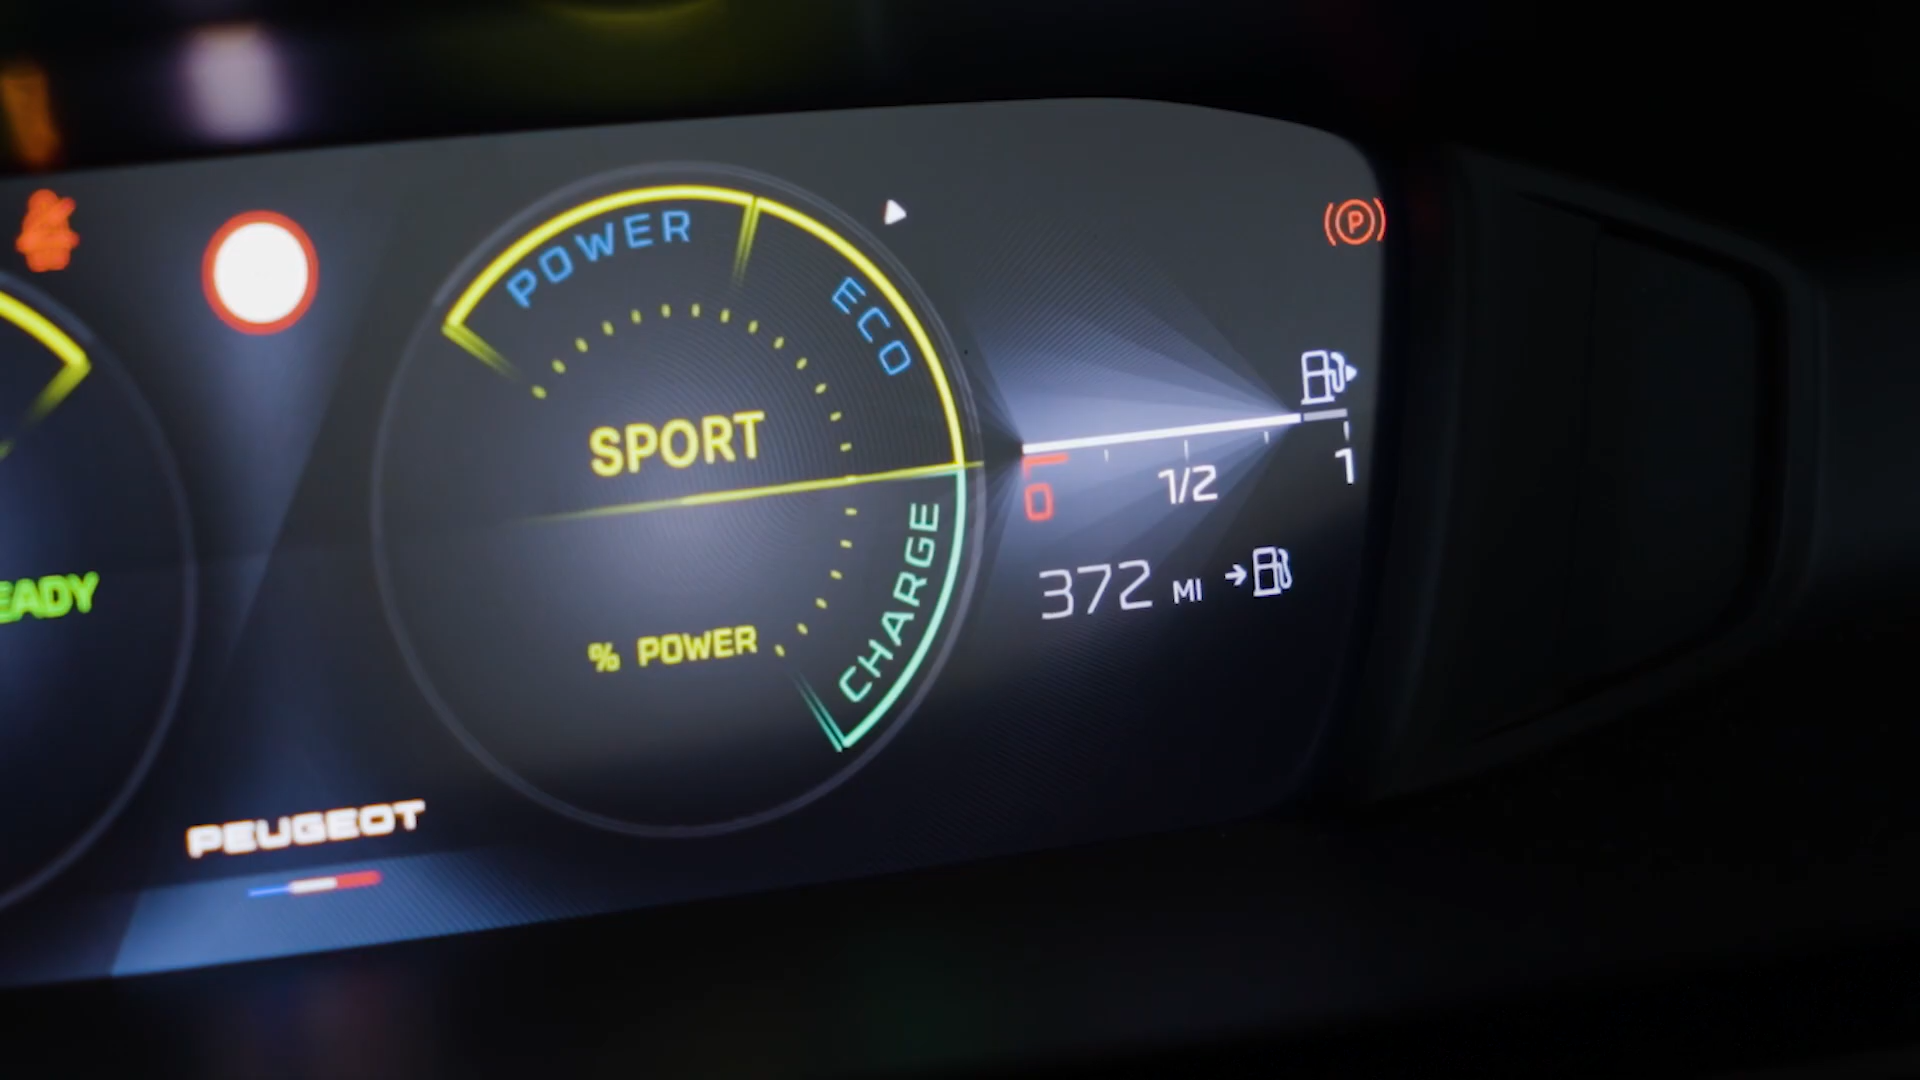 POWER
ECO
SPORT
CHARGE
% POWER
EADY
P
0
1/2
1
372 MI
PEUGEOT